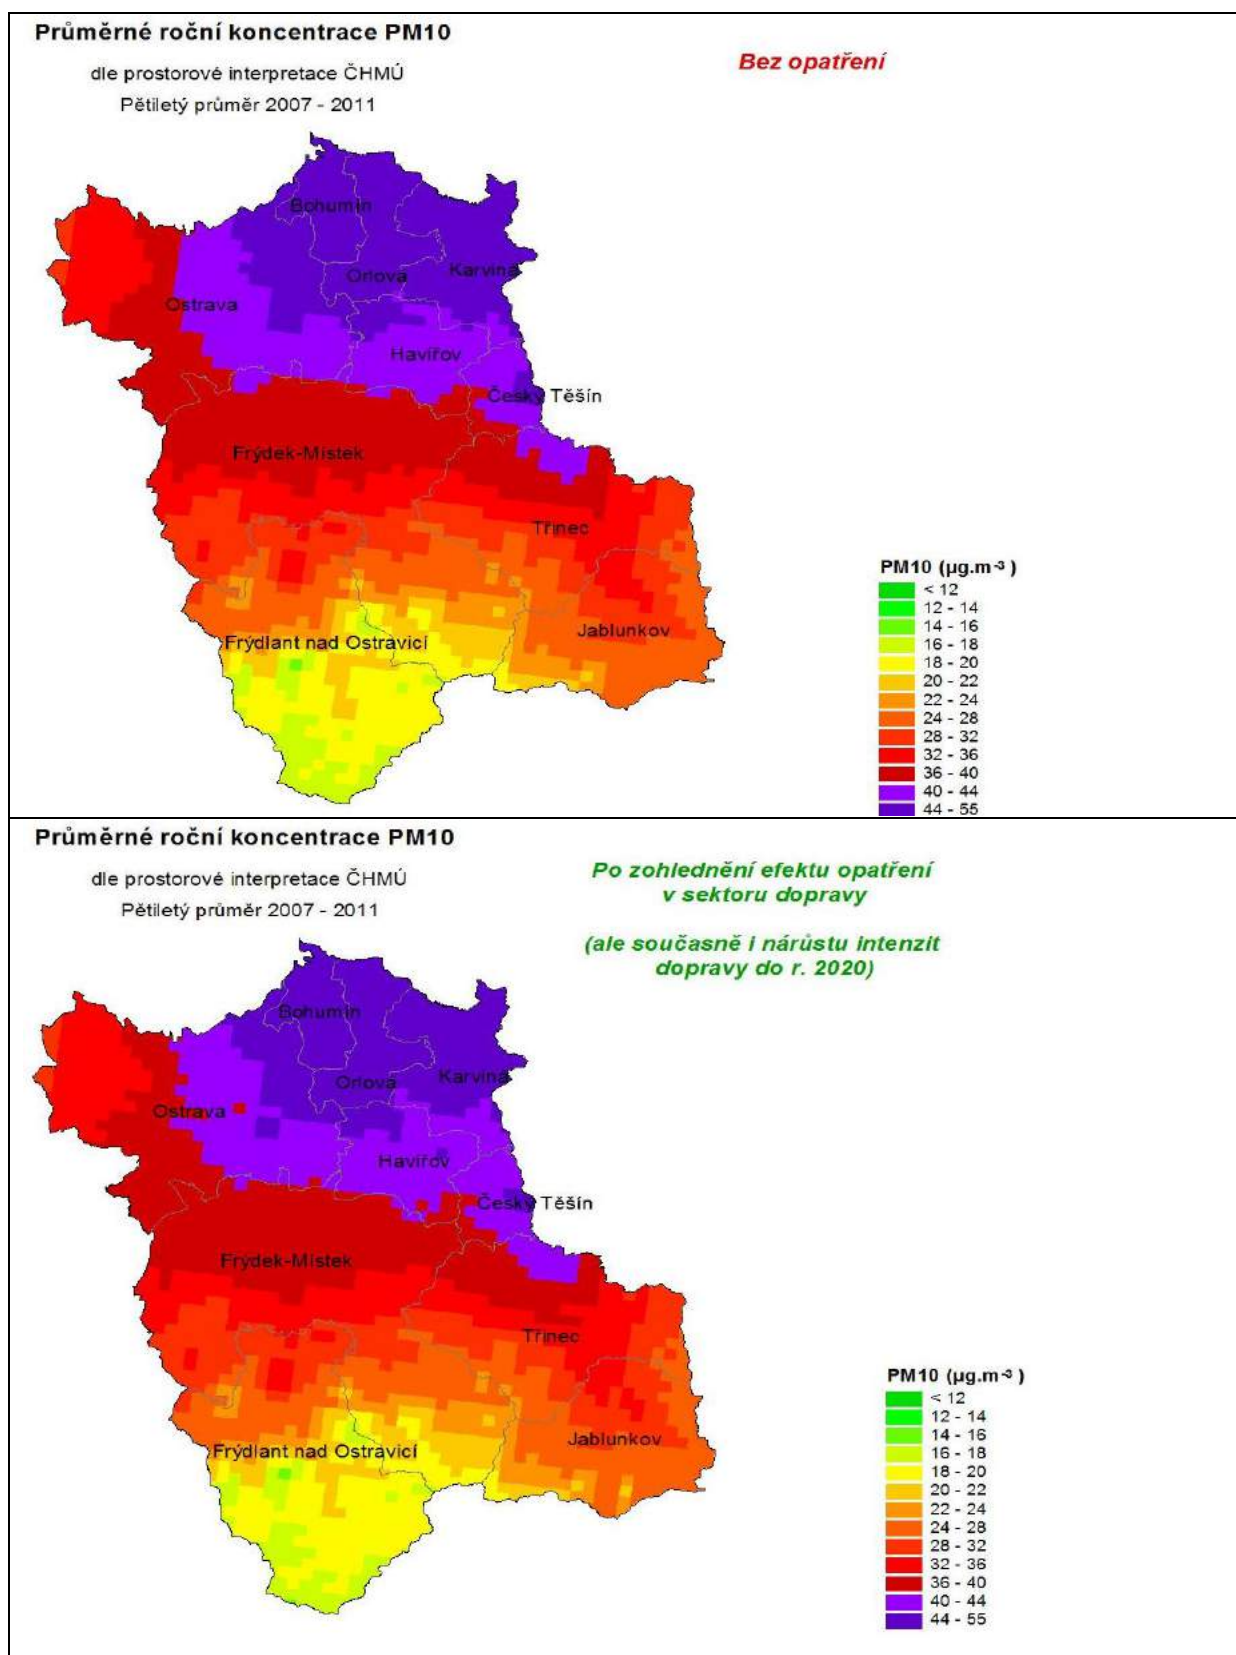 Průměrné roční koncentrace PM10
Bez opatření
dle prostorové interpretace ČHMÚ
Pětiletý průměr 2007 - 2011
Bohumín
Orlová
Karviná
Ostrava
Havířov
Český Těšín
Frýdek-Místek
Třinec
Jablunkov
Frýdlant nad Ostravicí
PM10 (µg.m-3 )
< 12
12 - 14
14 - 16
16 - 18
18 - 20
20 - 22
22 - 24
24 - 28
28 - 32
32 - 36
36 - 40
40 - 44
44 - 55
Průměrné roční koncentrace PM10
dle prostorové interpretace ČHMÚ
Pětiletý průměr 2007 - 2011
Po zohlednění efektu opatření
v sektoru dopravy
(ale současně i nárůstu intenzit
dopravy do r. 2020)
Bohumín
Orlová
Karviná
Ostrava
Havířov
Český Těšín
Frýdek-Místek
Třinec
Jablunkov
Frýdlant nad Ostravicí
PM10 (µg.m-3 )
< 12
12 - 14
14 - 16
16 - 18
18 - 20
20 - 22
22 - 24
24 - 28
28 - 32
32 - 36
36 - 40
40 - 44
44 - 55